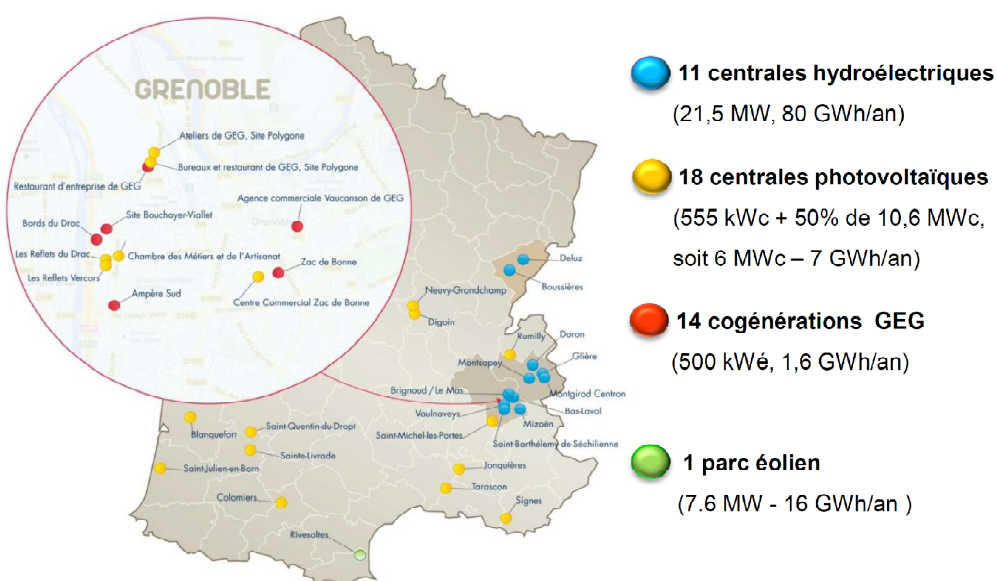 GRENOBLE
Ateliers de GEG, Site Polygone
Bureaux et restaurant de GEG, Site Polygone
Restaurant d'entreprise de GEG
Agence commerciale Vaucanson de GEG
Site Bouchayer-Viallet
Bords du Drac
Les Reflets du Drac
Chambre des Métiers et de l'Artisanat
Les Reflets Vercors
Zac de Bonne
Ampère Sud
Centre Commercial Zac de Bonne
Deluz
Boussières
Neuvy-Grandchamp
Digoin
Rumilly
Doron
Glière
Montsapey
Montgirod Centron
Brignoud / Le Mas
Bas-Laval
Vaulnaveys
Mizoën
Saint-Michel-les-Portes
Saint Barthélemy de Séchilienne
Blanquefort
Saint-Quentin-du-Dropt
Sainte-Livrade
Saint-Julien-en-Born
Colomiers
Jonquières
Tarascon
Signes
Rivesaltes
11 centrales hydroélectriques
(21,5 MW, 80 GWh/an)
18 centrales photovoltaïques
(555 kWc + 50% de 10,6 MWc,
soit 6 MWc – 7 GWh/an)
14 cogénérations GEG
(500 kWé, 1,6 GWh/an)
1 parc éolien
(7.6 MW - 16 GWh/an )